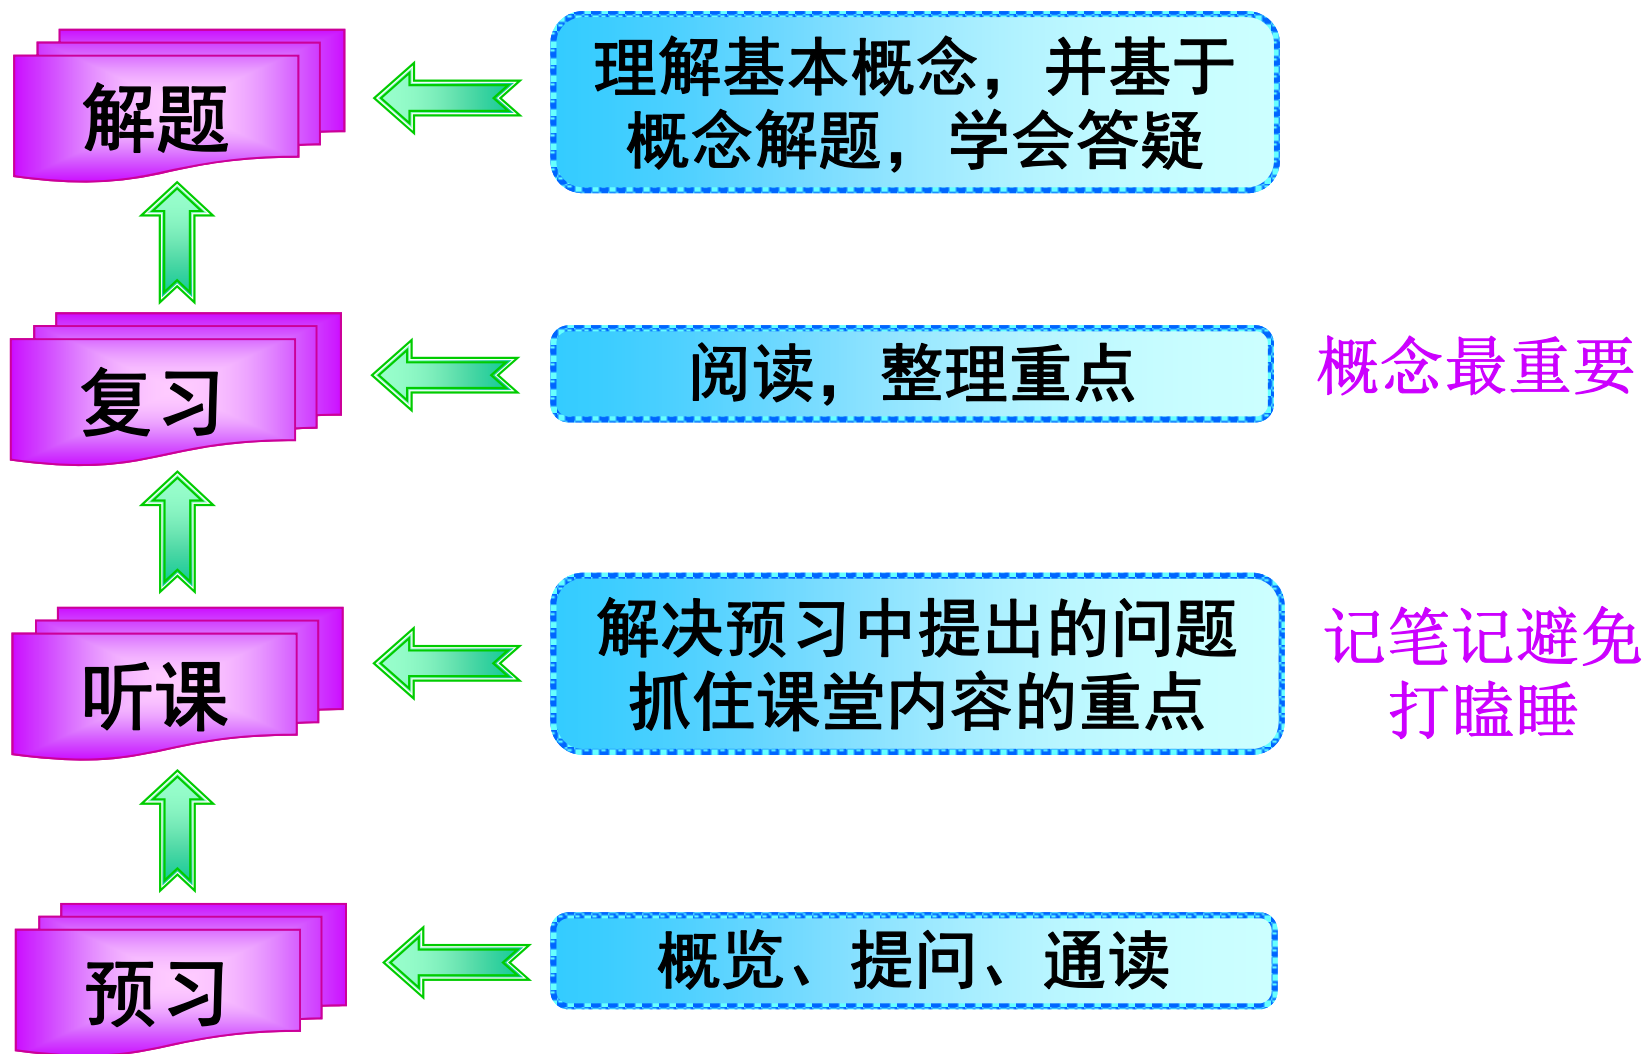 解题
理解基本概念，并基于
概念解题，学会答疑
复习
阅读，整理重点
概念最重要
听课
解决预习中提出的问题
抓住课堂内容的重点
记笔记避免
打瞌睡
预习
概览、提问、通读